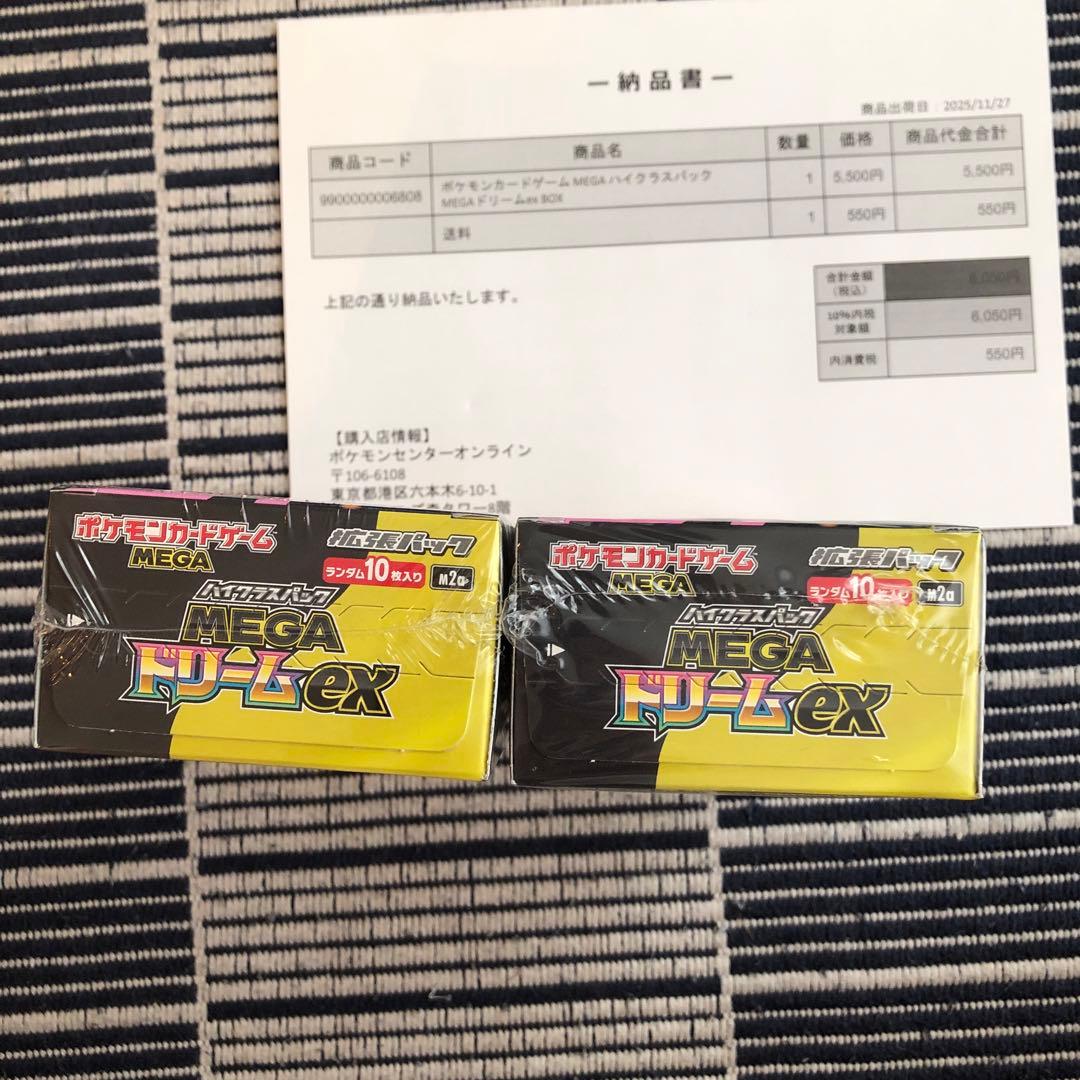 ー納品書ー
商品出荷日：2025/11/27
商品コード 商品名 数量 価格 商品代金合計
9900000006808 ポケモンカードゲーム MEGA ハイクラスパック 1 5,500円 5,500円
MEGAドリームex BOX
送料 1 550円 550円
合計金額 6,050円
（税込）
10%内税 6,050円
対象額
内消費税 550円
上記の通り納品いたします。
【購入店情報】
ポケモンセンターオンライン
〒106-6108
東京都港区六本木6-10-1
森タワー8階
ポケモンカードゲーム
MEGA
拡張パック
ランダム10枚入り
M2a
ハイクラスパック
MEGA
ドリームex
ポケモンカードゲーム
MEGA
拡張パック
ランダム10枚入り
M2a
ハイクラスパック
MEGA
ドリームex